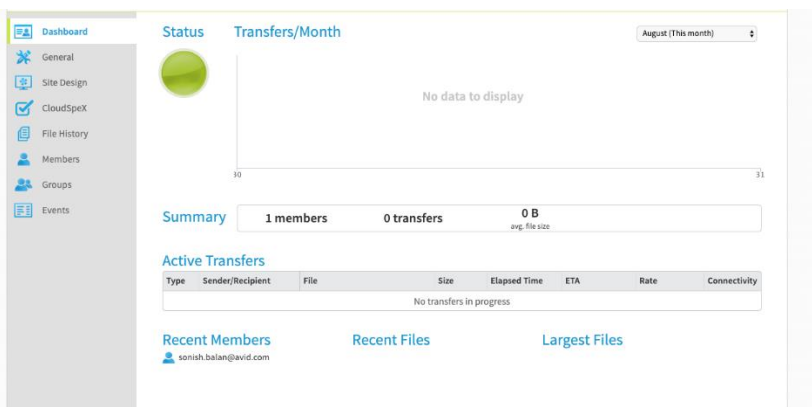 Dashboard
General
Site Design
CloudSpeX
File History
Members
Groups
Events
Status
Transfers/Month
August (This month)
No data to display
30
31
Summary
1 members
0 transfers
0 B
avg. file size
Active Transfers
Type Sender/Recipient File Size Elapsed Time ETA Rate Connectivity
No transfers in progress
Recent Members
sonish.balan@avid.com
Recent Files
Largest Files